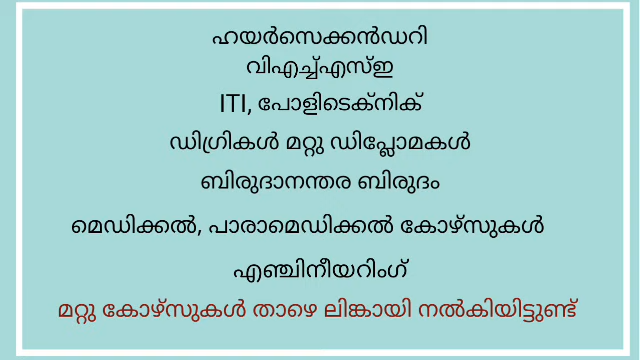 ഹയർസെക്കൻഡറി
വിഎച്ച്എസ്ഇ
ITI, പോളിടെക്നിക്
ഡിഗ്രികൾ മറ്റു ഡിപ്ലോമകൾ
ബിരുദാനന്തര ബിരുദം
മെഡിക്കൽ, പാരാമെഡിക്കൽ കോഴ്സുകൾ
എഞ്ചിനീയറിംഗ്
മറ്റു കോഴ്സുകൾ താഴെ ലിങ്കായി നൽകിയിട്ടുണ്ട്